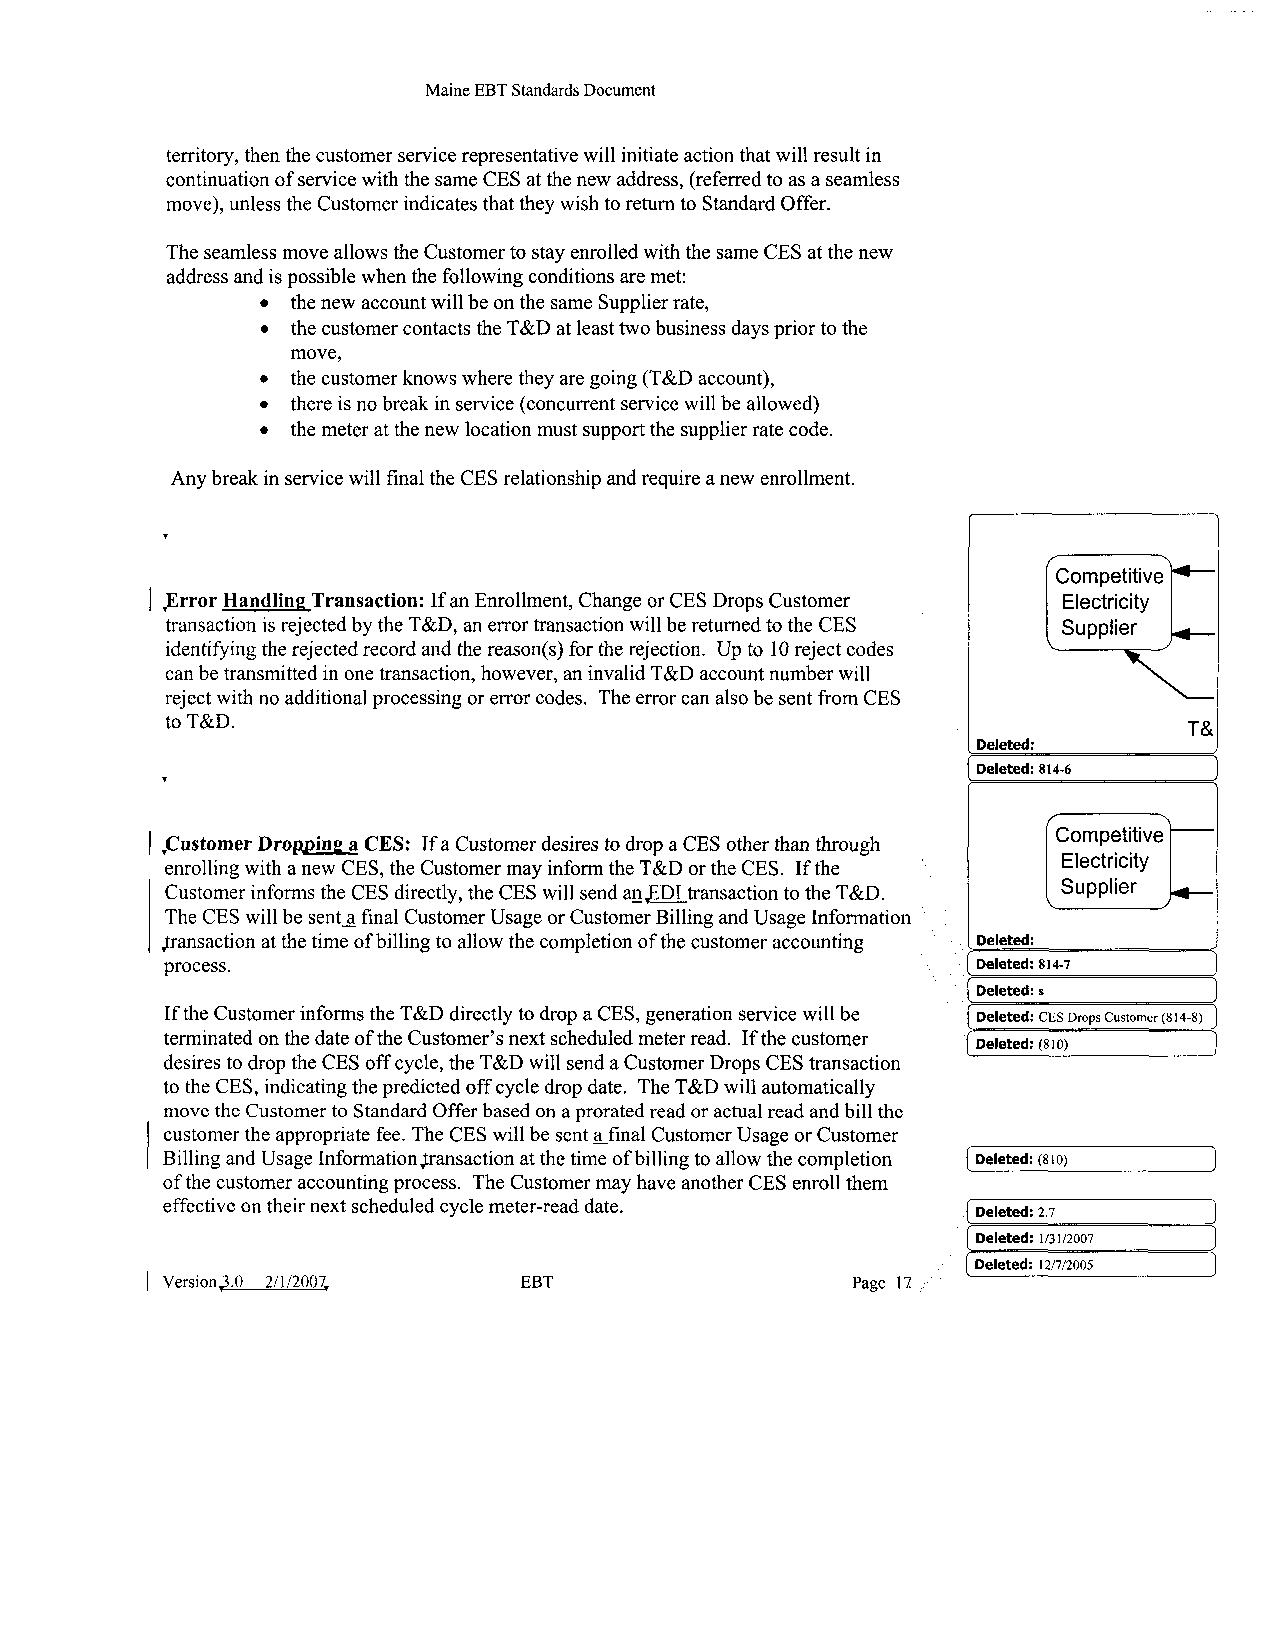 Maine EBT Standards Document
territory, then the customer service representative will initiate action that will result in
continuation of service with the same CES at the new address, (referred to as a seamless
move), unless the Customer indicates that they wish to return to Standard Offer.
The seamless move allows the Customer to stay enrolled with the same CES at the new
address and is possible when the following conditions are met:
• the new account will be on the same Supplier rate,
• the customer contacts the T&D at least two business days prior to the
move,
• the customer knows where they are going (T&D account),
• there is no break in service (concurrent service will be allowed)
• the meter at the new location must support the supplier rate code.
Any break in service will final the CES relationship and require a new enrollment.
Error Handling Transaction: If an Enrollment, Change or CES Drops Customer
transaction is rejected by the T&D, an error transaction will be returned to the CES
identifying the rejected record and the reason(s) for the rejection. Up to 10 reject codes
can be transmitted in one transaction, however, an invalid T&D account number will
reject with no additional processing or error codes. The error can also be sent from CES
to T&D.
Customer Dropping a CES: If a Customer desires to drop a CES other than through
enrolling with a new CES, the Customer may inform the T&D or the CES. If the
Customer informs the CES directly, the CES will send an EDI transaction to the T&D.
The CES will be sent a final Customer Usage or Customer Billing and Usage Information
transaction at the time of billing to allow the completion of the customer accounting
process.
If the Customer informs the T&D directly to drop a CES, generation service will be
terminated on the date of the Customer's next scheduled meter read. If the customer
desires to drop the CES off cycle, the T&D will send a Customer Drops CES transaction
to the CES, indicating the predicted off cycle drop date. The T&D will automatically
move the Customer to Standard Offer based on a prorated read or actual read and bill the
customer the appropriate fee. The CES will be sent a final Customer Usage or Customer
Billing and Usage Information transaction at the time of billing to allow the completion
of the customer accounting process. The Customer may have another CES enroll them
effective on their next scheduled cycle meter-read date.
Competitive
Electricity
Supplier
T&
Deleted:
Deleted: 814-6
Competitive
Electricity
Supplier
Deleted:
Deleted: 814-7
Deleted: s
Deleted: CES Drops Customer (814-8)
Deleted: (810)
Deleted: (810)
Deleted: 2.7
Deleted: 1/31/2007
Deleted: 12/7/2005
Version 3.0 2/1/2007 EBT Page 17